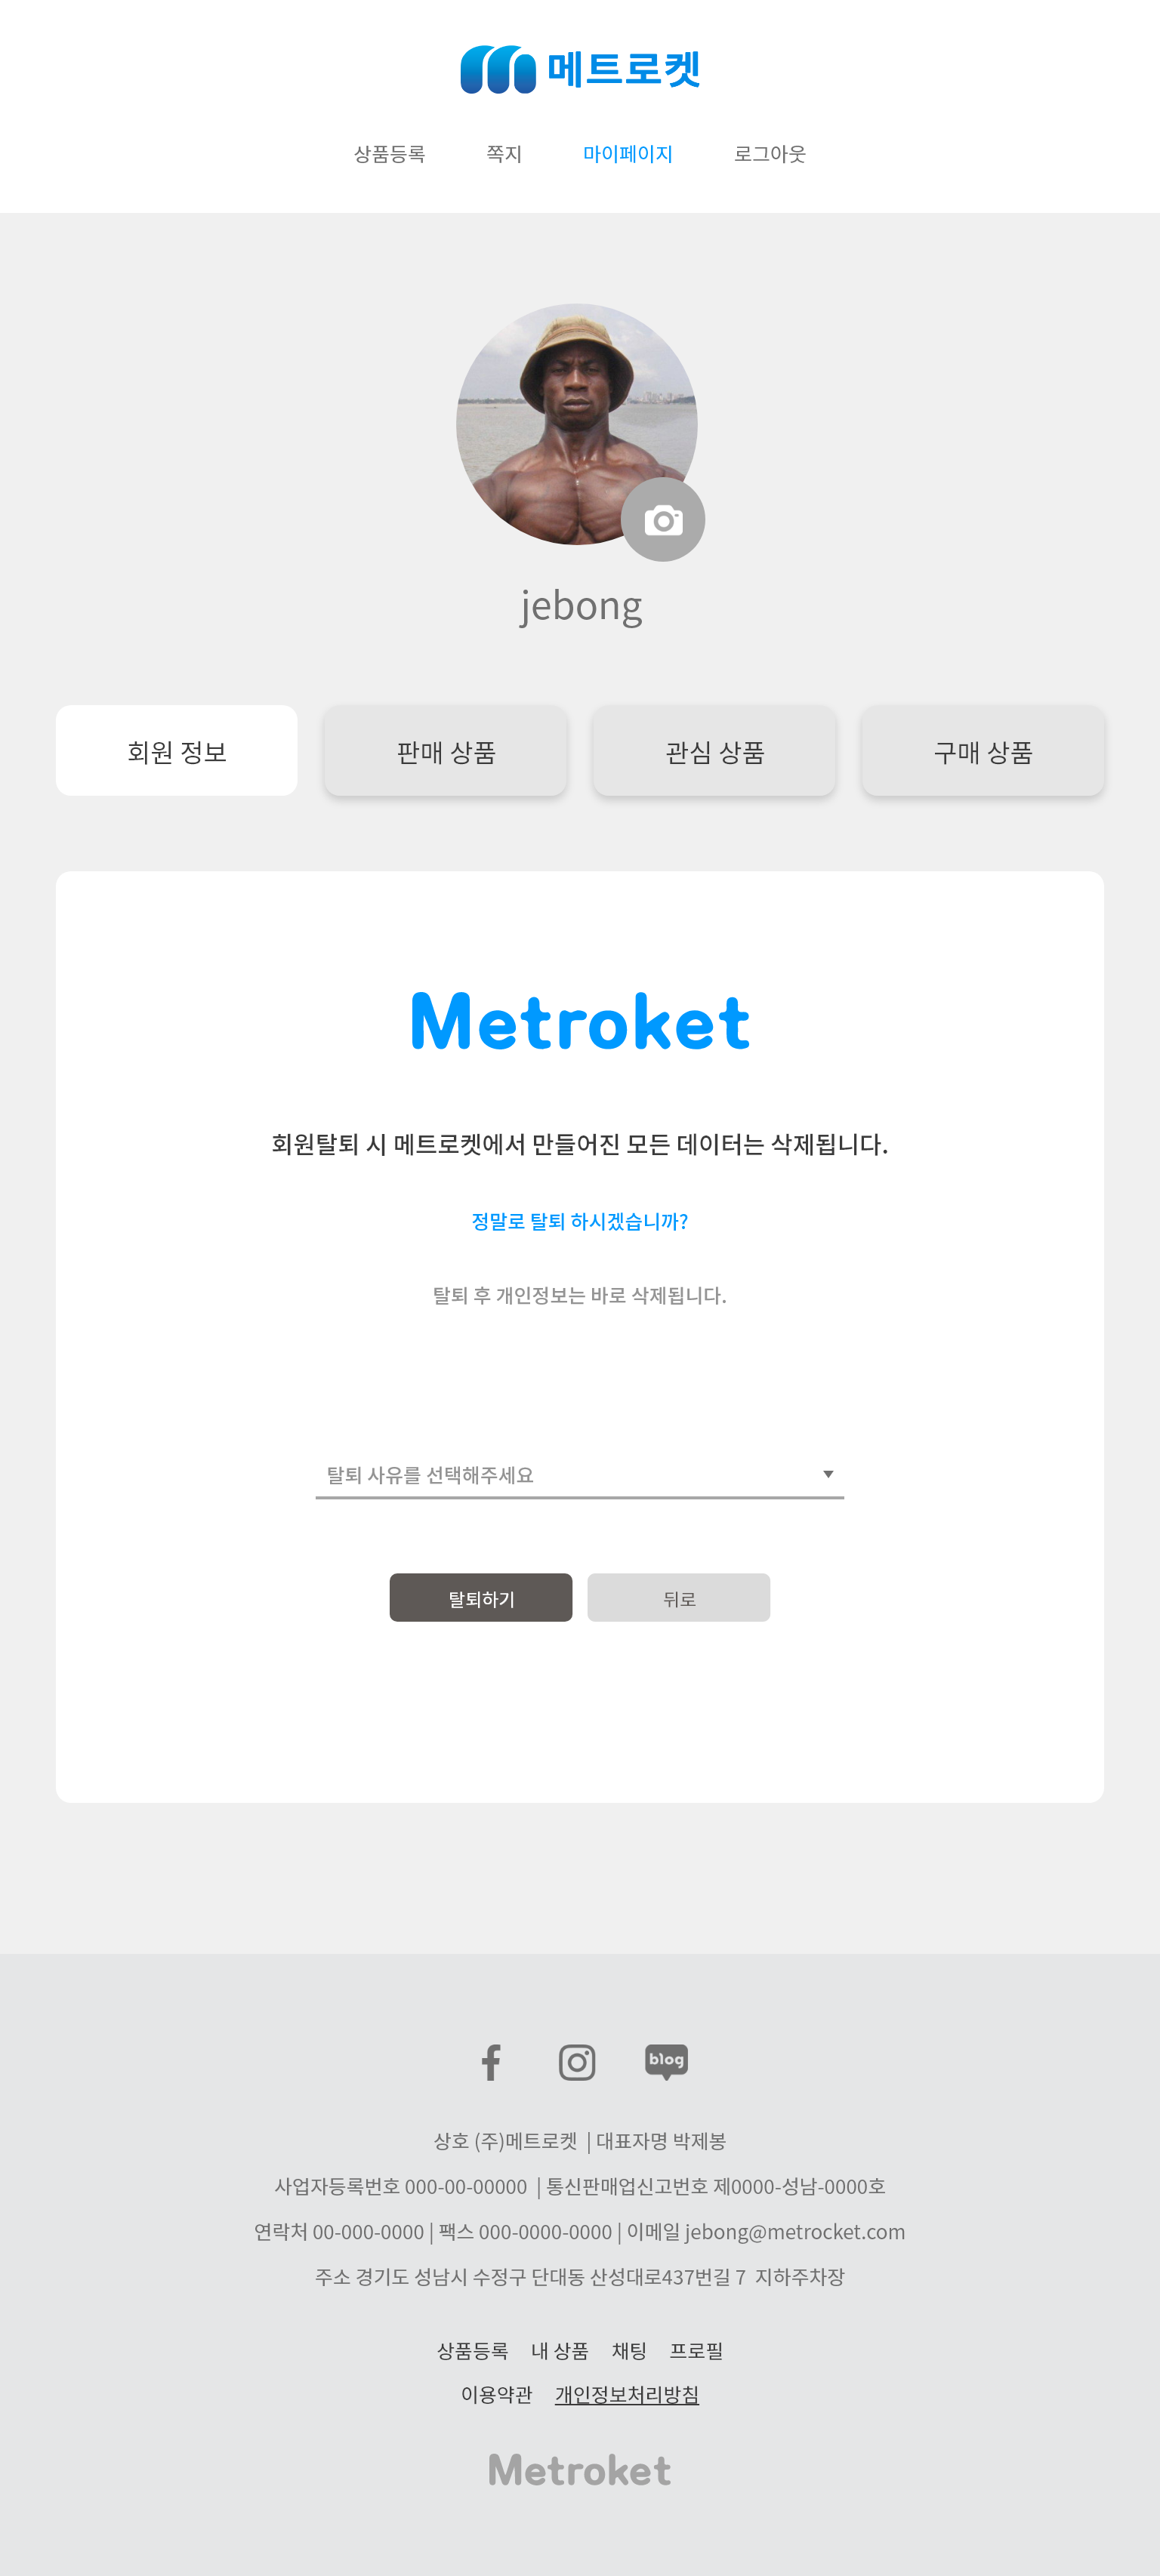 메트로켓
상품등록 쪽지 마이페이지 로그아웃
jebong
회원 정보 판매 상품 관심 상품 구매 상품
Metroket
회원탈퇴 시 메트로켓에서 만들어진 모든 데이터는 삭제됩니다.
정말로 탈퇴 하시겠습니까?
탈퇴 후 개인정보는 바로 삭제됩니다.
탈퇴 사유를 선택해주세요
탈퇴하기 뒤로
blog
상호 (주)메트로켓 | 대표자명 박제봉
사업자등록번호 000-00-00000 | 통신판매업신고번호 제0000-성남-0000호
연락처 00-000-0000 | 팩스 000-0000-0000 | 이메일 jebong@metrocket.com
주소 경기도 성남시 수정구 단대동 산성대로437번길 7 지하주차장
상품등록 내 상품 채팅 프로필
이용약관 개인정보처리방침
Metroket